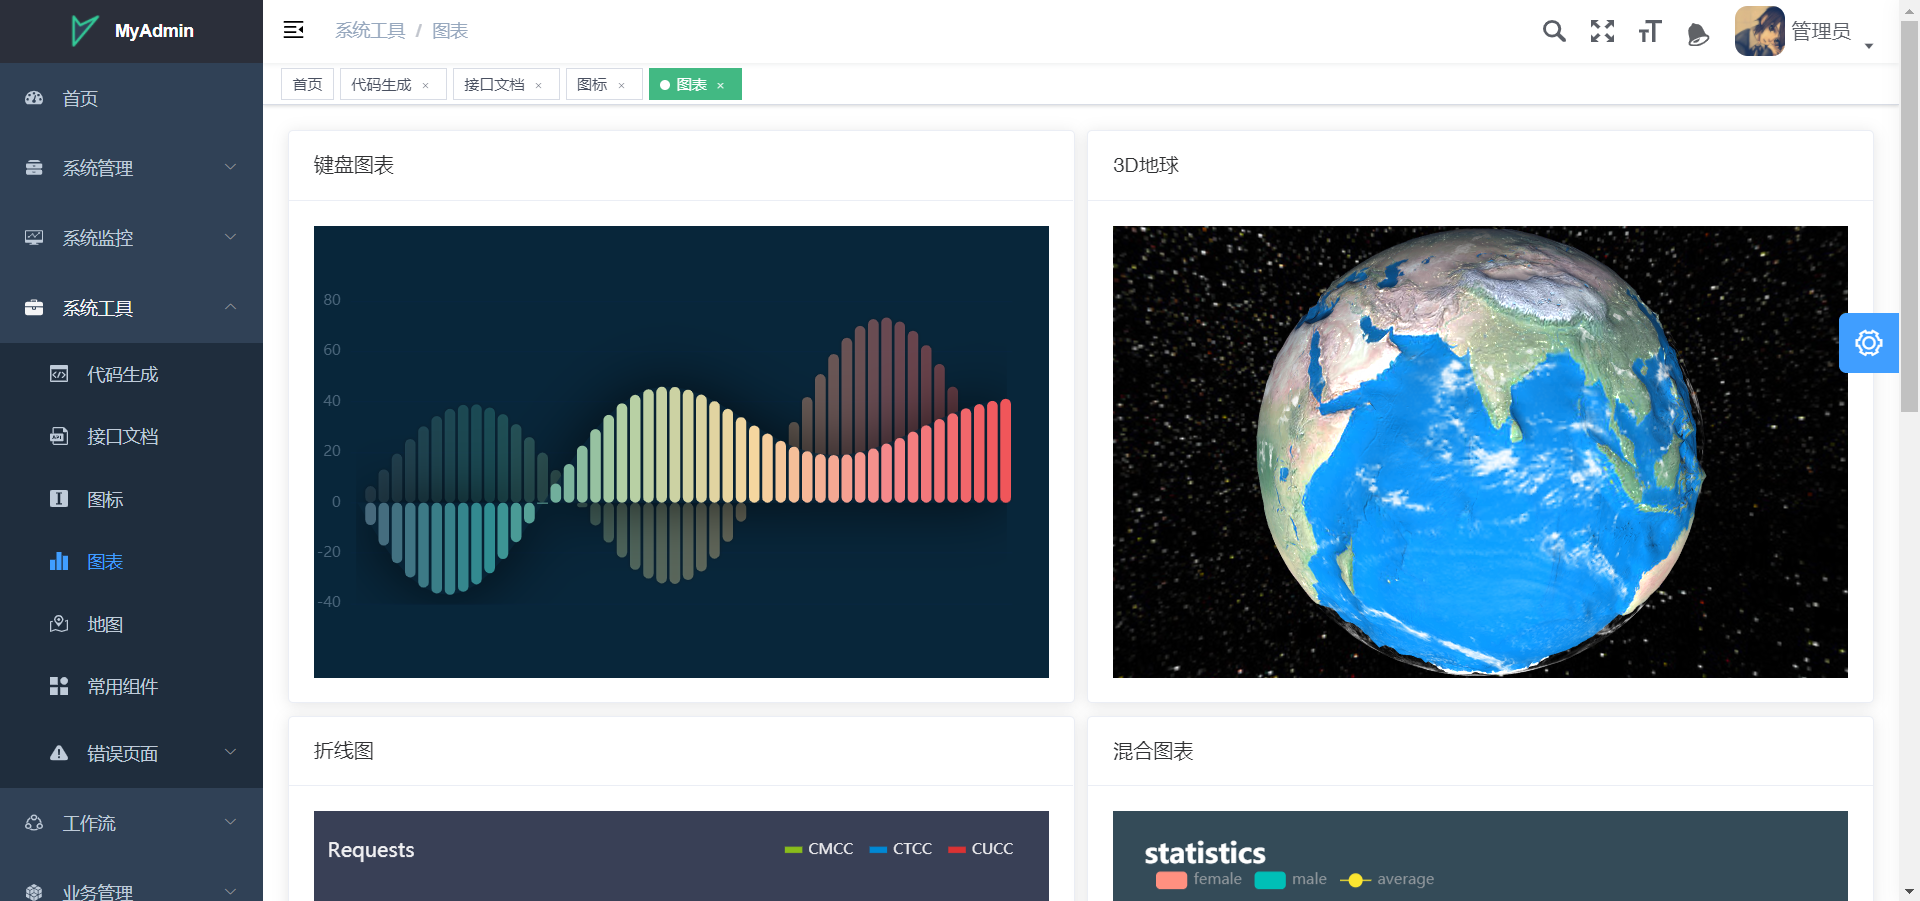 MyAdmin
首页
系统管理
系统监控
系统工具
代码生成
接口文档
图标
图表
地图
常用组件
错误页面
工作流
业务管理
系统工具 / 图表
管理员
首页
代码生成 ×
接口文档 ×
图标 ×
图表 ×
键盘图表
80
60
40
20
0
-20
-40
3D地球
折线图
Requests
CMCC CTCC CUCC
混合图表
statistics
female male average